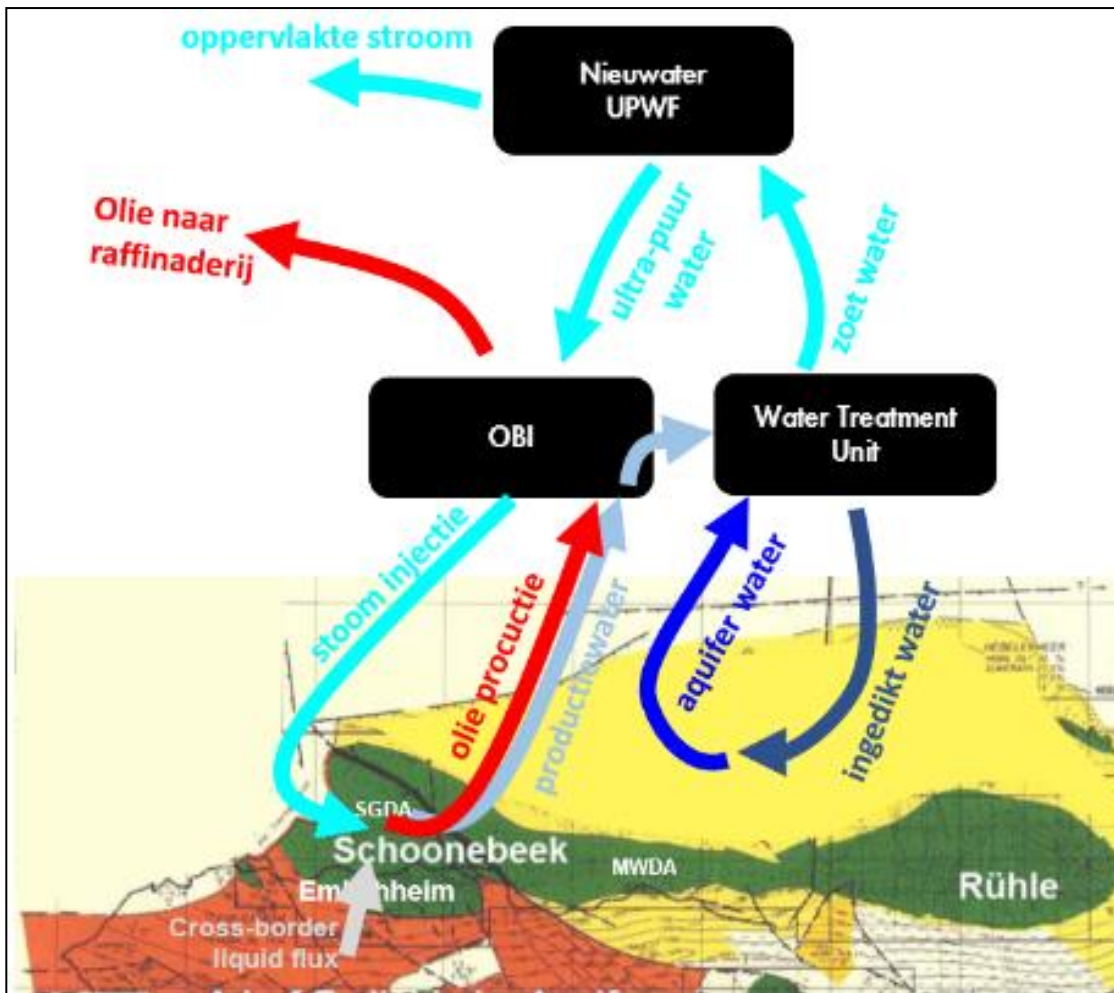 oppervlakte stroom
Nieuwater
UPWF
Olie naar
raffinaderij
ultra-puur
water
zoet water
OBI
Water Treatment
Unit
stoom injectie
olie procuctie
productiewater
aquifer water
ingedikt water
SGDA
Schoonebeek
MWDA
Rühle
Cross-border
liquid flux